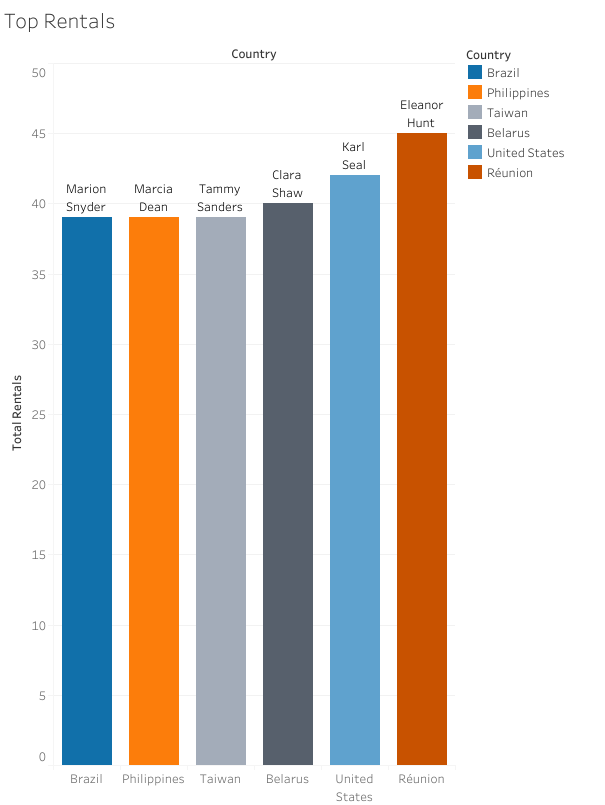 Top Rentals
Country
50
45
40
35
30
25
20
15
10
5
0
Total Rentals
Marion
Snyder
Marcia
Dean
Tammy
Sanders
Clara
Shaw
Karl
Seal
Eleanor
Hunt
Brazil
Philippines
Taiwan
Belarus
United
States
Réunion
Country
Brazil
Philippines
Taiwan
Belarus
United States
Réunion